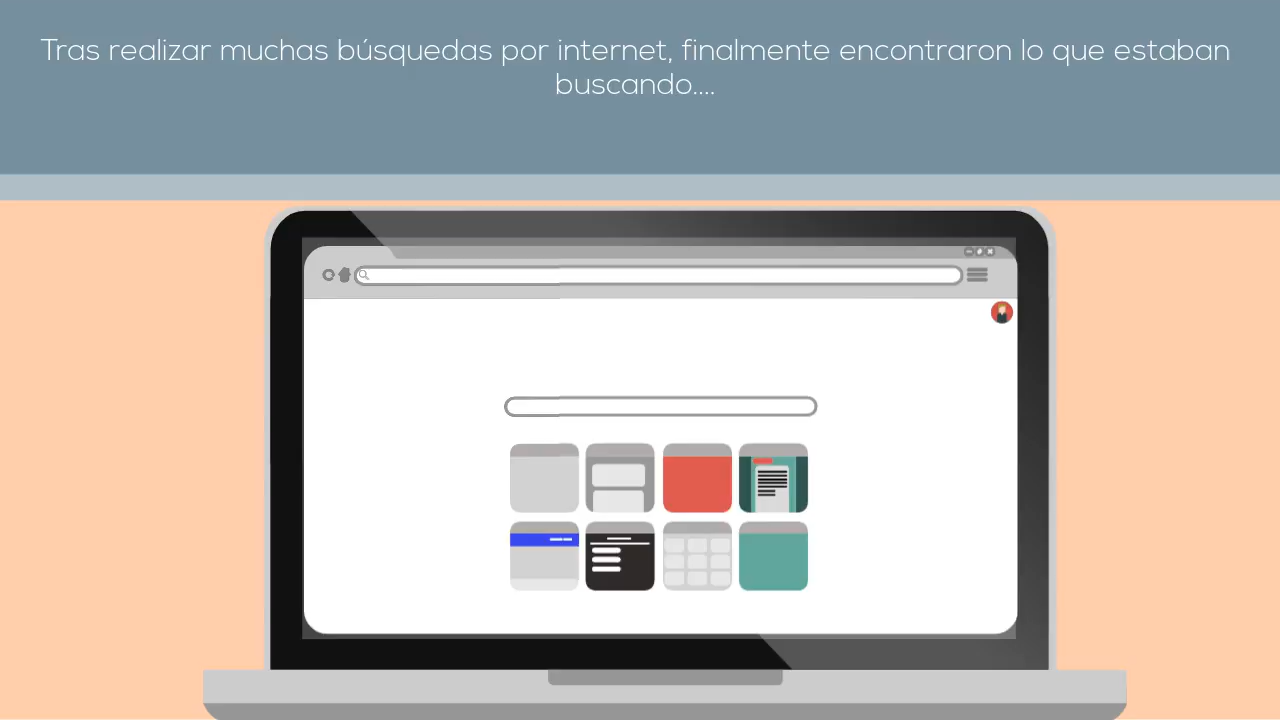 Tras realizar muchas búsquedas por internet, finalmente encontraron lo que estaban
buscando....